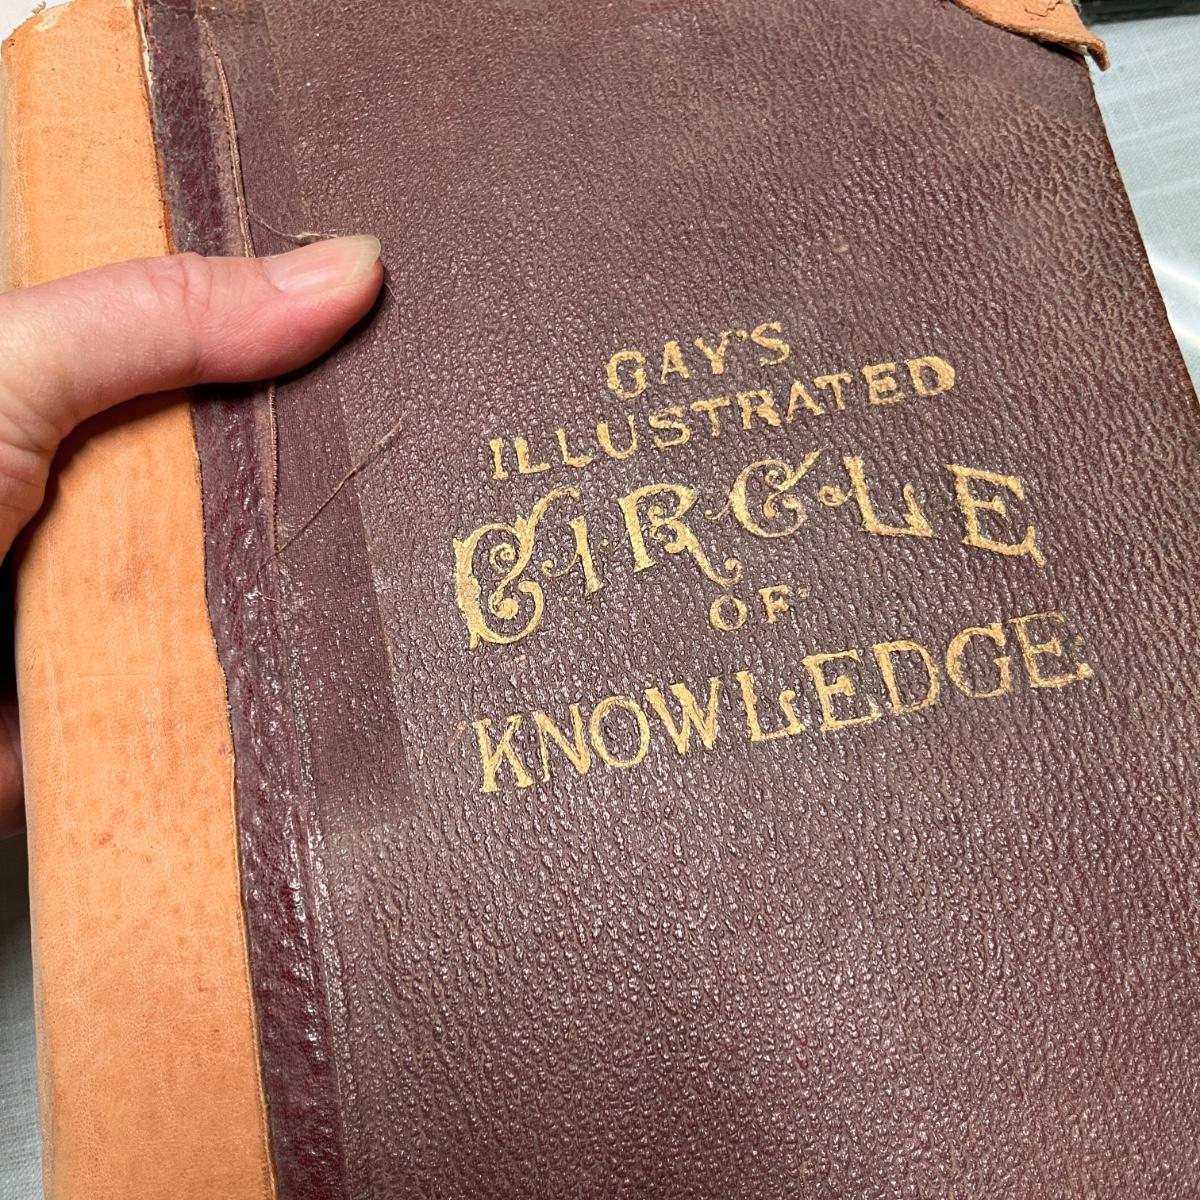 GAY'S
ILLUSTRATED
CIRCLE
OF
KNOWLEDGE